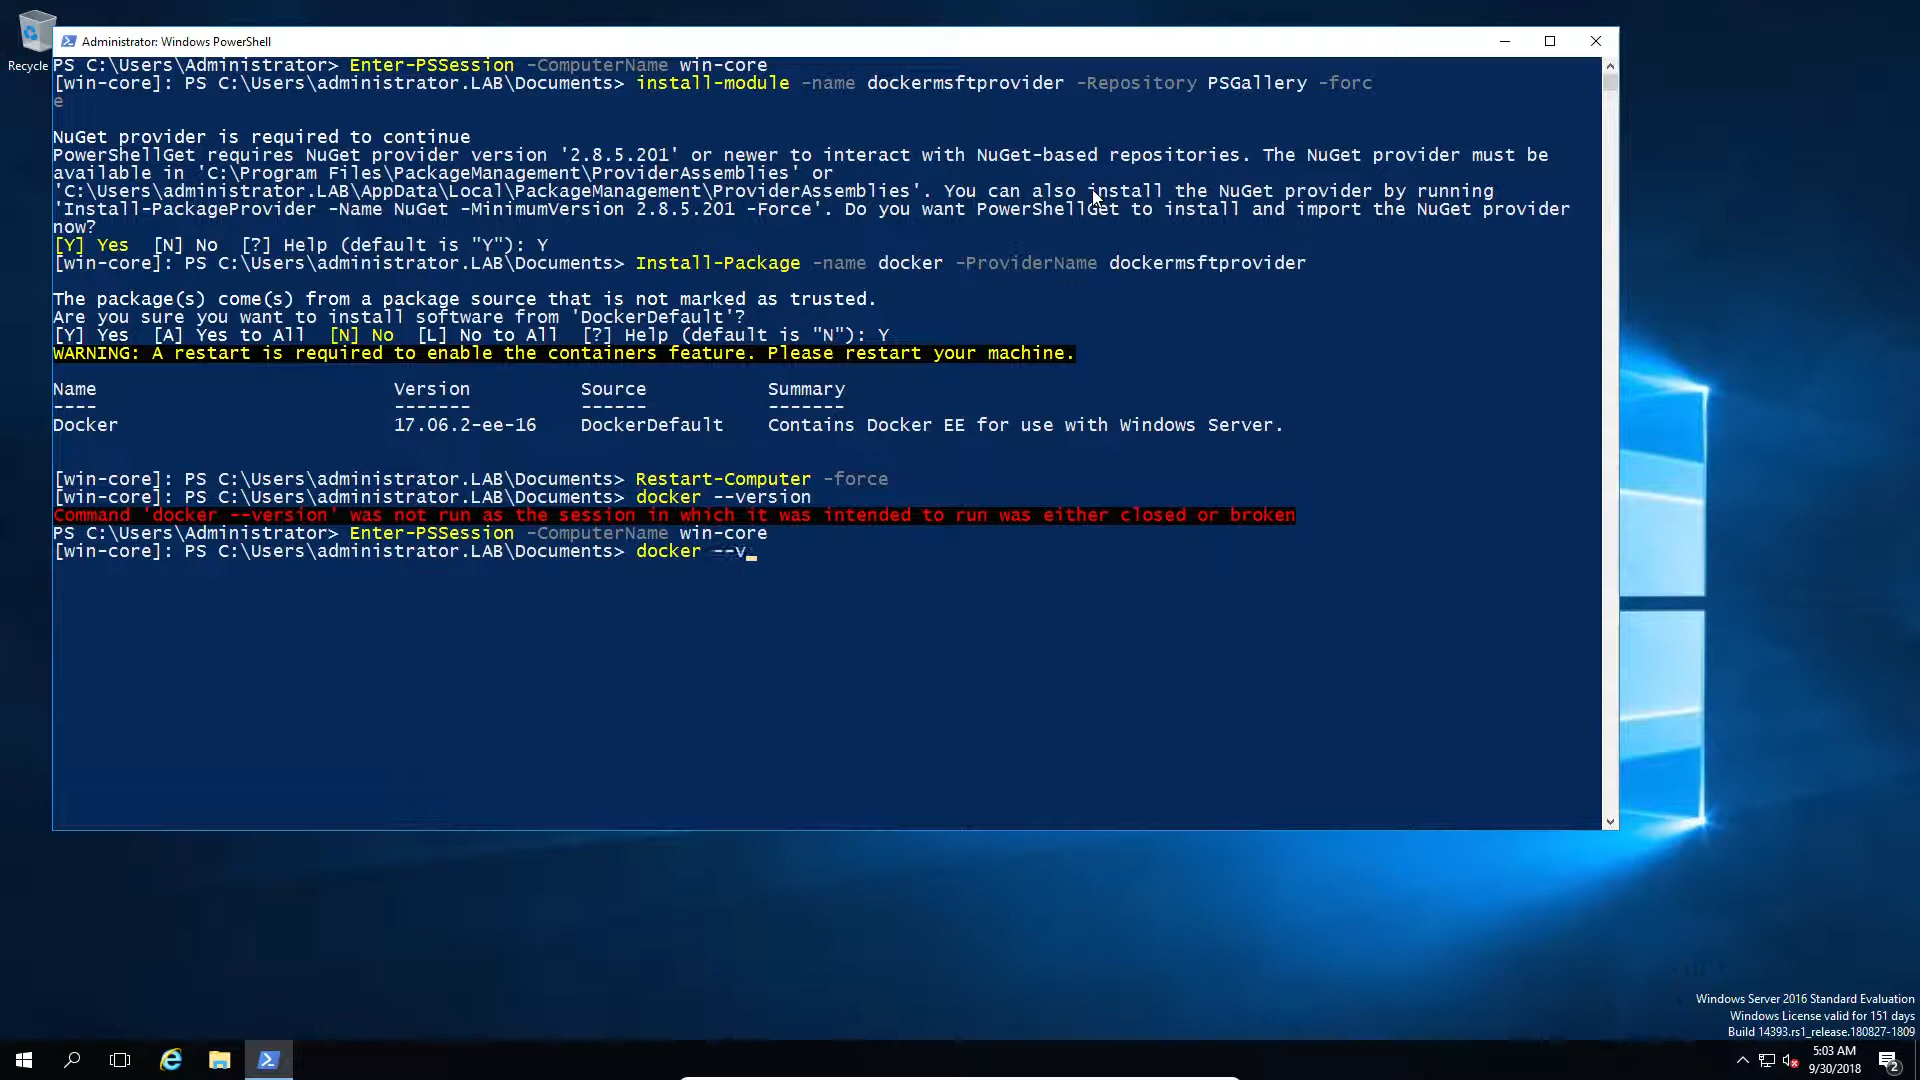 Recycle
Administrator: Windows PowerShell
PS C:\Users\Administrator> Enter-PSSession -ComputerName win-core
[win-core]: PS C:\Users\administrator.LAB\Documents> install-module -name dockermsftprovider -Repository PSGallery -forc
e
NuGet provider is required to continue
PowerShellGet requires NuGet provider version '2.8.5.201' or newer to interact with NuGet-based repositories. The NuGet provider must be
available in 'C:\Program Files\PackageManagement\ProviderAssemblies' or
'C:\Users\administrator.LAB\AppData\Local\PackageManagement\ProviderAssemblies'. You can also install the NuGet provider by running
'Install-PackageProvider -Name NuGet -MinimumVersion 2.8.5.201 -Force'. Do you want PowerShellGet to install and import the NuGet provider
now?
[Y] Yes  [N] No  [?] Help (default is "Y"): Y
[win-core]: PS C:\Users\administrator.LAB\Documents> Install-Package -name docker -ProviderName dockermsftprovider
The package(s) come(s) from a package source that is not marked as trusted.
Are you sure you want to install software from 'DockerDefault'?
[Y] Yes  [A] Yes to All  [N] No  [L] No to All  [?] Help (default is "N"): Y
WARNING: A restart is required to enable the containers feature. Please restart your machine.
Name Version Source Summary
---- ------- ------ -------
Docker 17.06.2-ee-16 DockerDefault Contains Docker EE for use with Windows Server.
[win-core]: PS C:\Users\administrator.LAB\Documents> Restart-Computer -force
[win-core]: PS C:\Users\administrator.LAB\Documents> docker --version
Command 'docker --version' was not run as the session in which it was intended to run was either closed or broken
PS C:\Users\Administrator> Enter-PSSession -ComputerName win-core
[win-core]: PS C:\Users\administrator.LAB\Documents> docker --v_
Windows Server 2016 Standard Evaluation
Windows License valid for 151 days
Build 14393.rs1_release.180827-1809
5:03 AM
9/30/2018
2